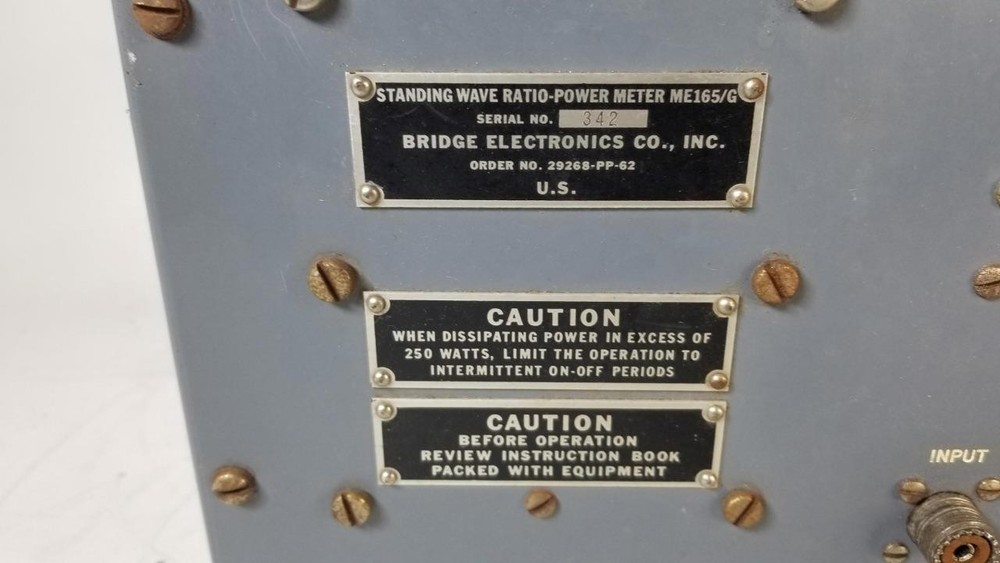 STANDING WAVE RATIO-POWER METER ME165/G
SERIAL NO. 342
BRIDGE ELECTRONICS CO., INC.
ORDER NO. 29268-PP-62
U.S.
CAUTION
WHEN DISSIPATING POWER IN EXCESS OF
250 WATTS, LIMIT THE OPERATION TO
INTERMITTENT ON-OFF PERIODS
CAUTION
BEFORE OPERATION
REVIEW INSTRUCTION BOOK
PACKED WITH EQUIPMENT
INPUT